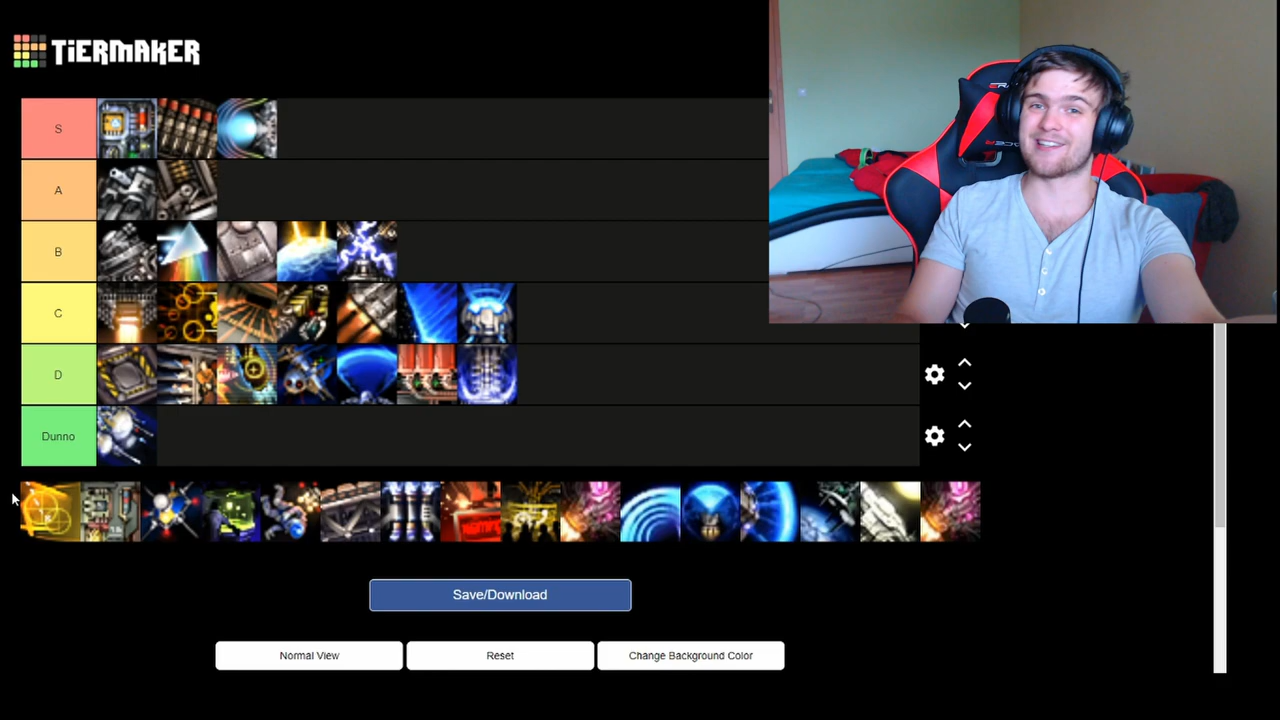 TiERMAKER
S
A
B
C
D
Dunno
Save/Download
Normal View
Reset
Change Background Color